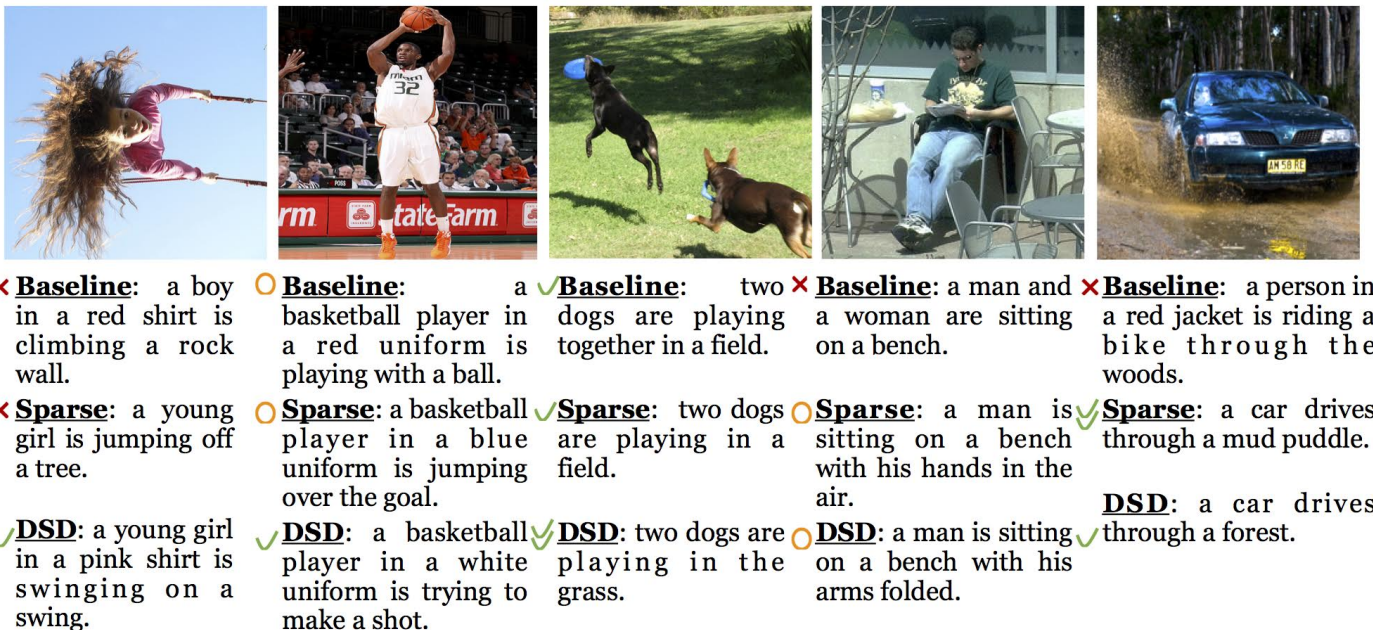 MIAMI
32
POSS
rm
StateFarm
AM 58 RE
Baseline: a boy
in a red shirt is
climbing a rock
wall.
Sparse: a young
girl is jumping off
a tree.
DSD: a young girl
in a pink shirt is
swinging on a
swing.
Baseline: a
basketball player in
a red uniform is
playing with a ball.
Sparse: a basketball
player in a blue
uniform is jumping
over the goal.
DSD: a basketball
player in a white
uniform is trying to
make a shot.
Baseline: two
dogs are playing
together in a field.
Sparse: two dogs
are playing in a
field.
DSD: two dogs are
playing in the
grass.
Baseline: a man and
a woman are sitting
on a bench.
Sparse: a man is
sitting on a bench
with his hands in the
air.
DSD: a man is sitting
on a bench with his
arms folded.
Baseline: a person in
a red jacket is riding a
bike through the
woods.
Sparse: a car drives
through a mud puddle.
DSD: a car drives
through a forest.